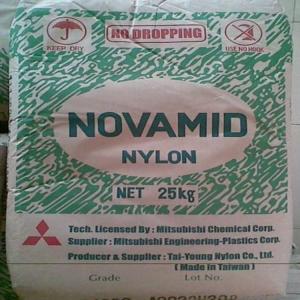 NO DROPPING
KEEP DRY
USE NO HOOK
NOVAMID
NYLON
NET 25kg
Tech. Licensed By : Mitsubishi Chemical Corp.
Supplier : Mitsubishi Engineering-Plastics Corp.
Producer & Supplier : Tai-Young Nylon Co., Ltd.
( Made in Taiwan )
Grade Lot No.